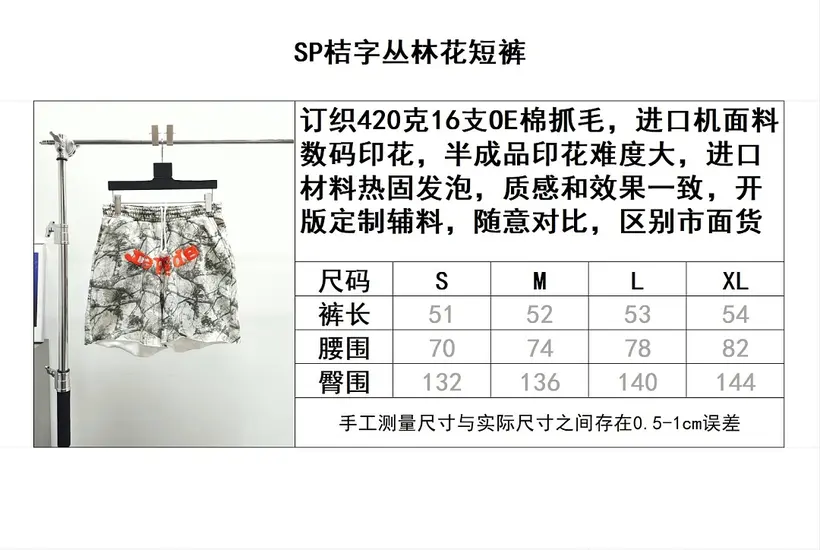 SP桔字丛林花短裤
订织420克16支OE棉抓毛，进口机面料
数码印花，半成品印花难度大，进口
材料热固发泡，质感和效果一致，开
版定制辅料，随意对比，区别市面货
尺码 S M L XL
裤长 51 52 53 54
腰围 70 74 78 82
臀围 132 136 140 144
手工测量尺寸与实际尺寸之间存在0.5-1cm误差